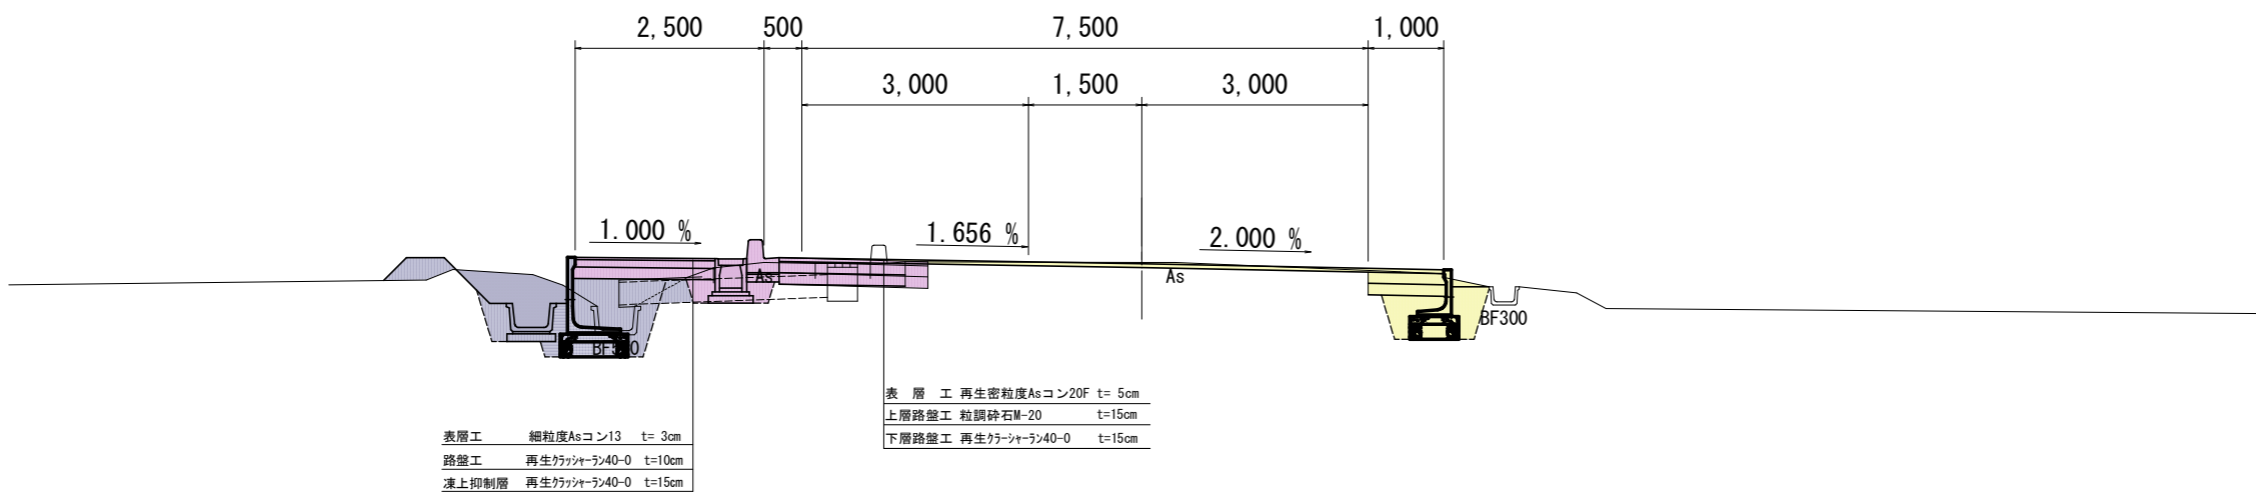 2,500 500 7,500 1,000
3,000 1,500 3,000
1.000 % 1.656 % 2.000 %
As As
BF300
表 層 工 再生密粒度Asコン20F t= 5cm
上層路盤工 粒調砕石M-20 t=15cm
下層路盤工 再生クラーシャーラン40-0 t=15cm
表層工 細粒度Asコン13 t= 3cm
路盤工 再生クラッシャーラン40-0 t=10cm
凍上抑制層 再生クラッシャーラン40-0 t=15cm